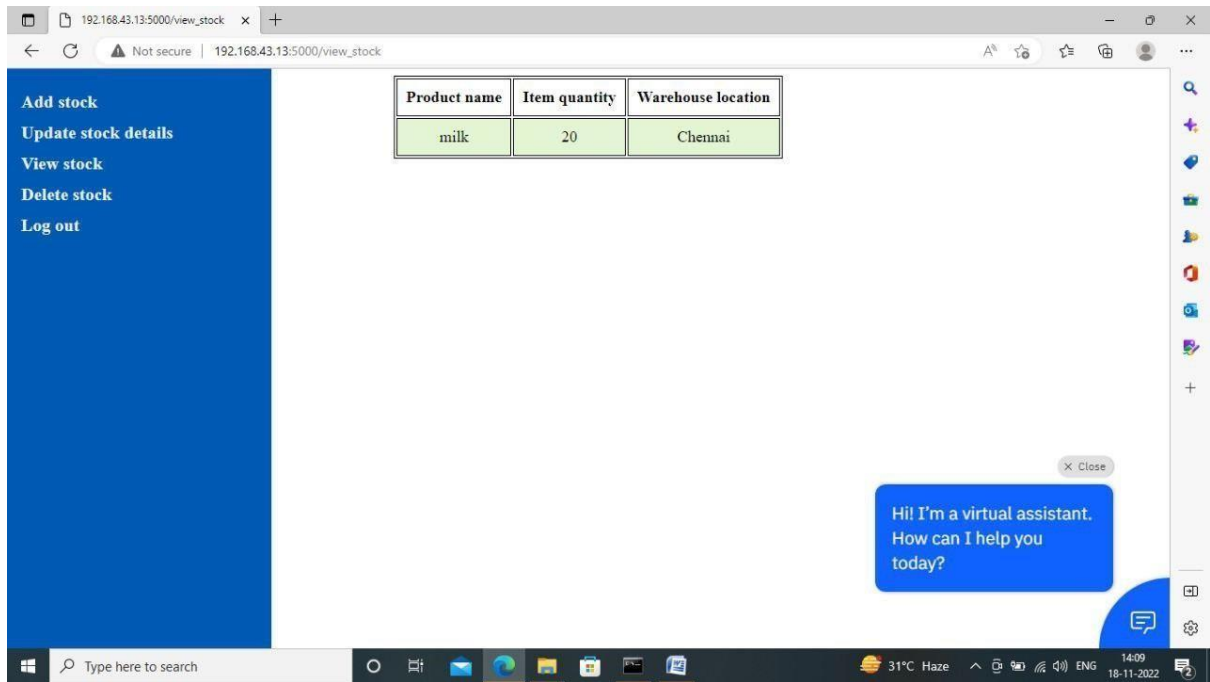 192.168.43.13:5000/view_stock
Not secure | 192.168.43.13:5000/view_stock
Add stock
Update stock details
View stock
Delete stock
Log out
Product name Item quantity Warehouse location
milk 20 Chennai
Close
Hi! I'm a virtual assistant.
How can I help you
today?
Type here to search
31°C Haze
ENG
14:09
18-11-2022
2